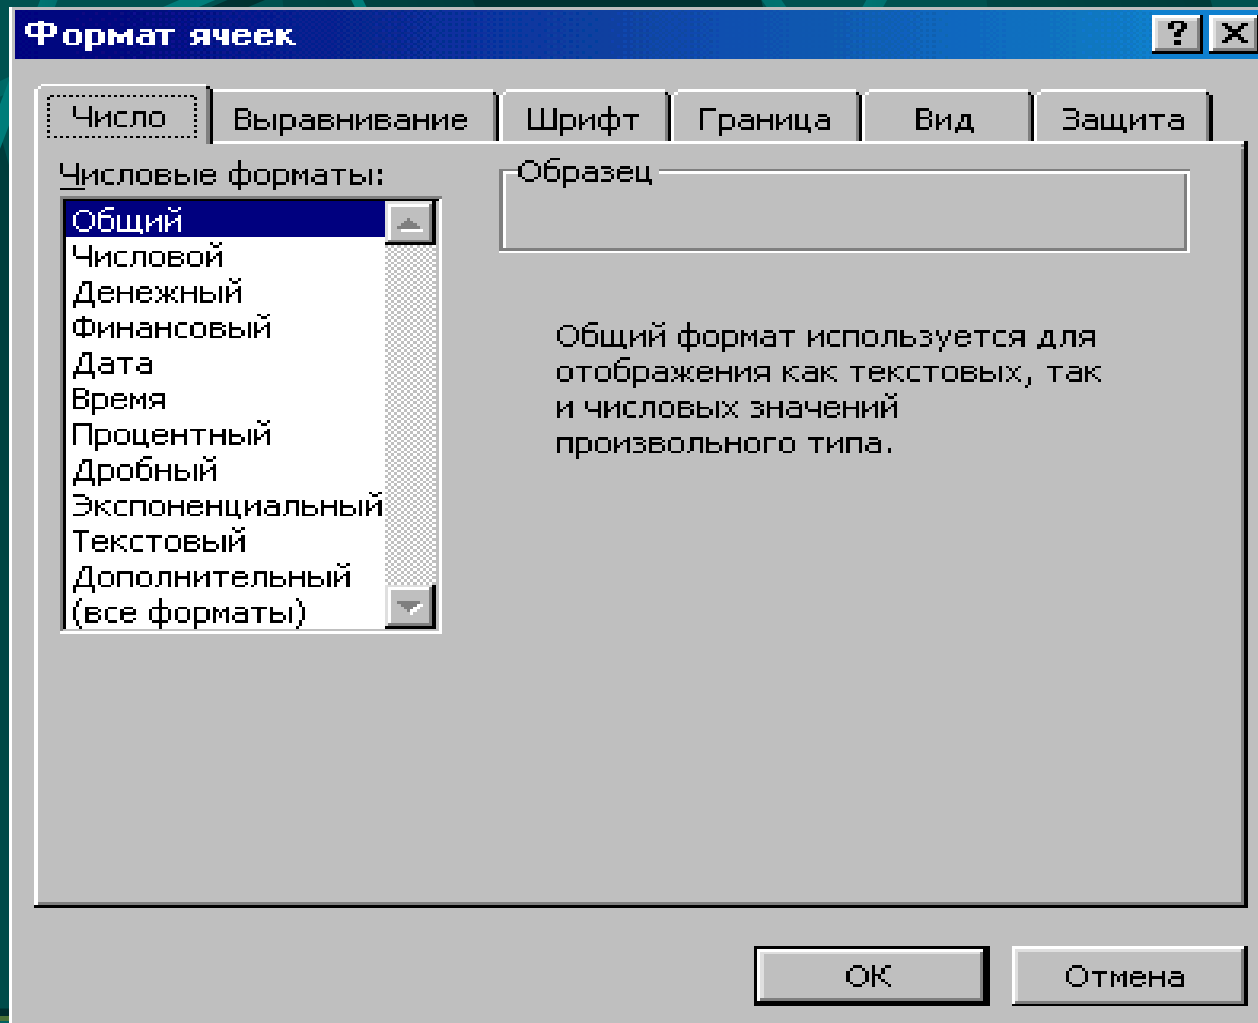 Формат ячеек
Число Выравнивание Шрифт Граница Вид Защита
Числовые форматы:
Общий
Числовой
Денежный
Финансовый
Дата
Время
Процентный
Дробный
Экспоненциальный
Текстовый
Дополнительный
(все форматы)
Образец
Общий формат используется для
отображения как текстовых, так
и числовых значений
произвольного типа.
ОК Отмена